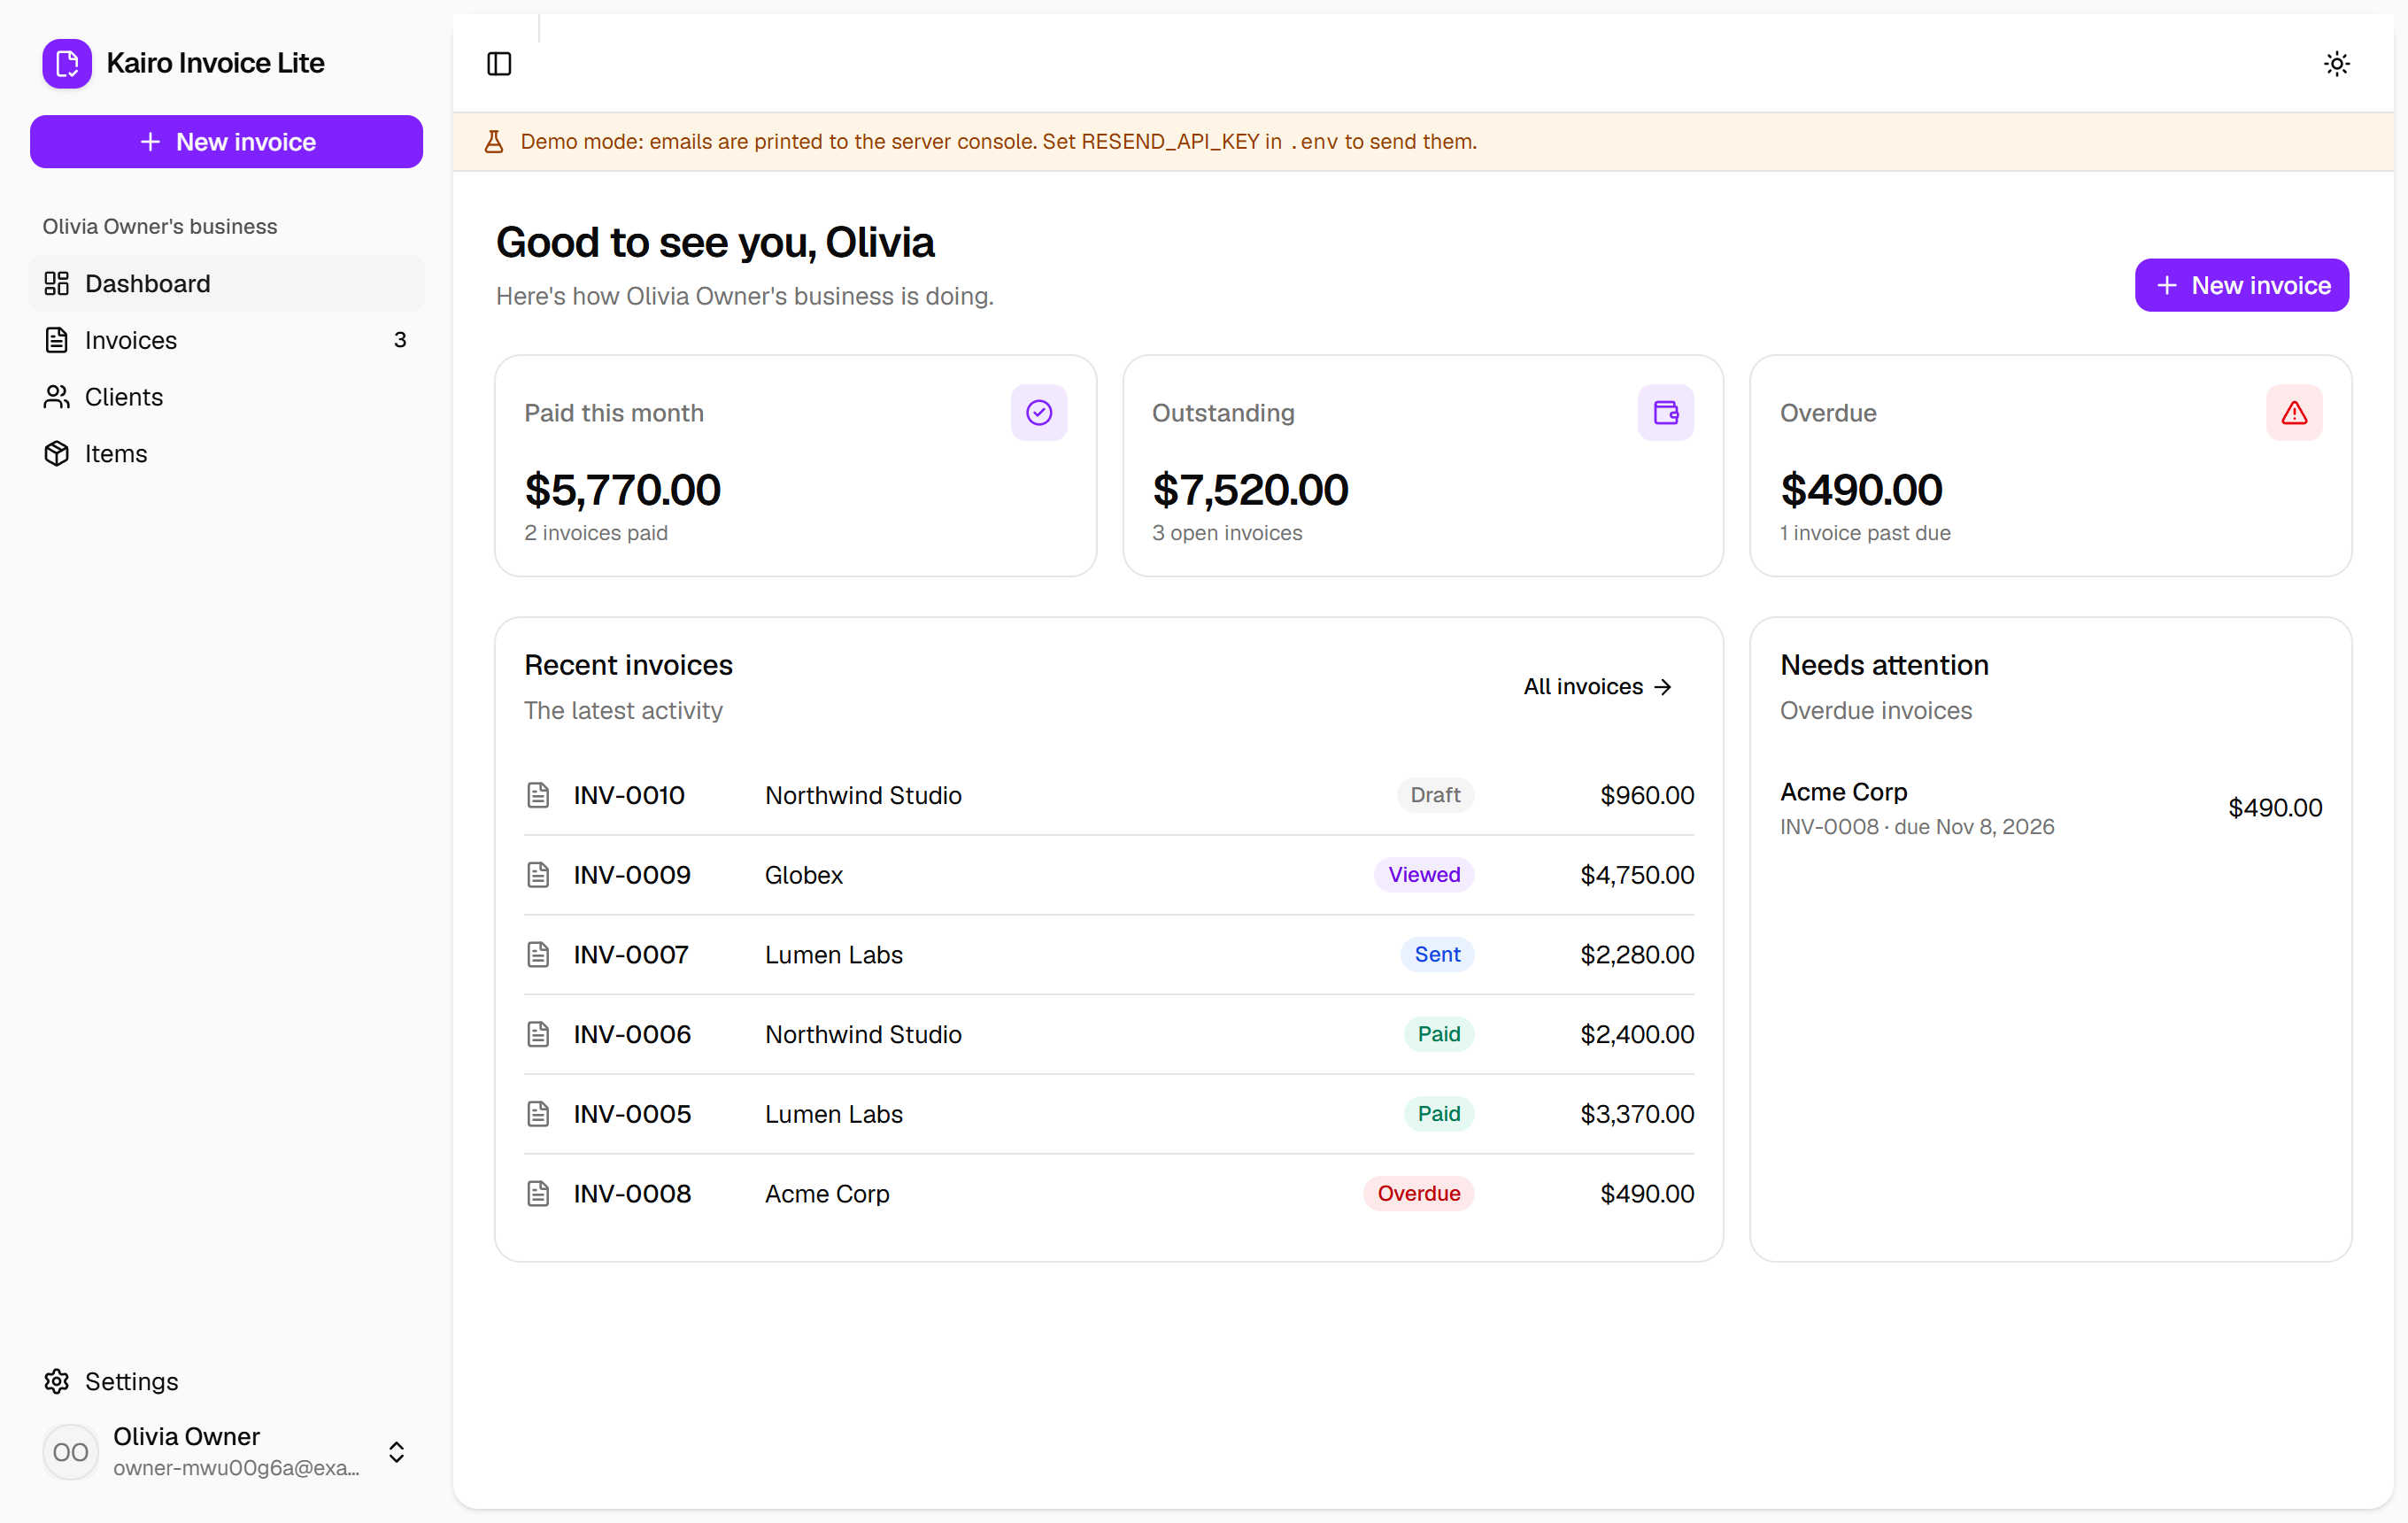 Kairo Invoice Lite
New invoice
Olivia Owner's business
Dashboard
Invoices 3
Clients
Items
Settings
OO
Olivia Owner
owner-mwu00g6a@exa...
Demo mode: emails are printed to the server console. Set RESEND_API_KEY in .env to send them.
Good to see you, Olivia
Here's how Olivia Owner's business is doing.
New invoice
Paid this month
$5,770.00
2 invoices paid
Outstanding
$7,520.00
3 open invoices
Overdue
$490.00
1 invoice past due
Recent invoices
The latest activity
All invoices →
INV-0010 Northwind Studio Draft $960.00
INV-0009 Globex Viewed $4,750.00
INV-0007 Lumen Labs Sent $2,280.00
INV-0006 Northwind Studio Paid $2,400.00
INV-0005 Lumen Labs Paid $3,370.00
INV-0008 Acme Corp Overdue $490.00
Needs attention
Overdue invoices
Acme Corp
INV-0008 · due Nov 8, 2026
$490.00